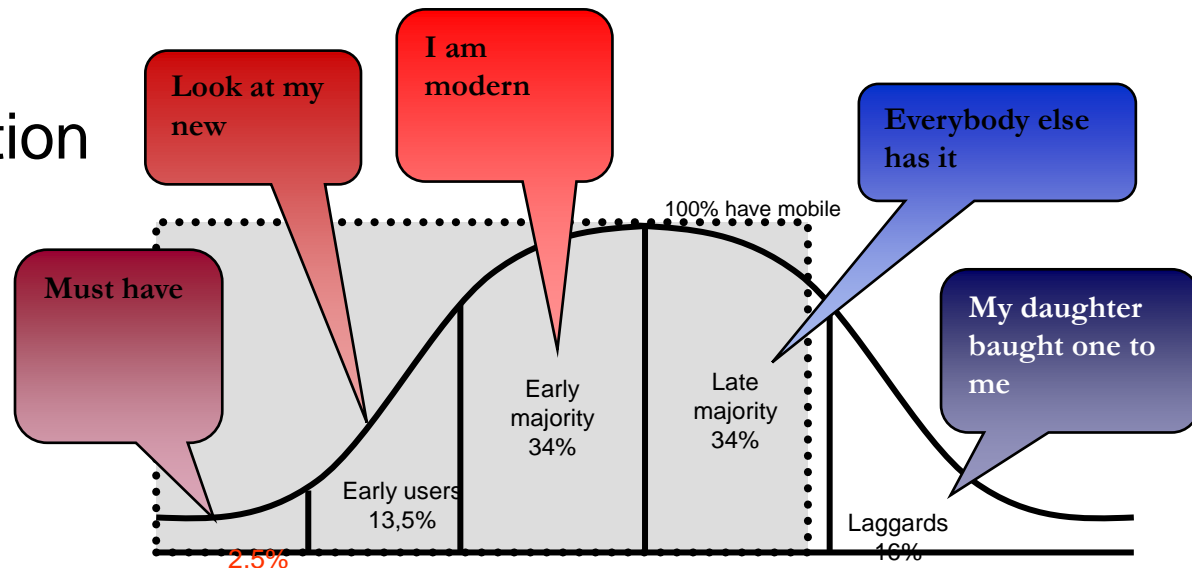 tion
Look at my
new
I am
modern
Everybody else
has it
100% have mobile
Must have
My daughter
baught one to
me
Early
majority
34%
Late
majority
34%
Early users
13,5%
Laggards
16%
2.5%